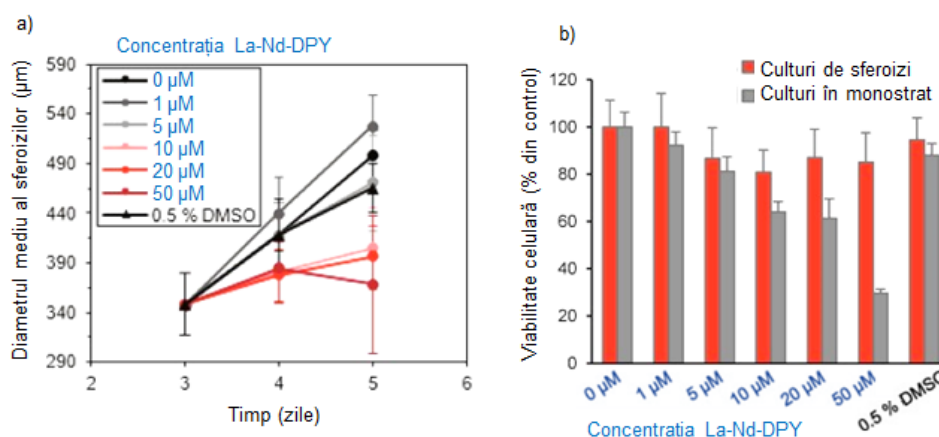 a)
Concentrația La-Nd-DPY
Diametrul mediu al sferoizilor (µm)
590
540
490
440
390
340
290
0 µM
1 µM
5 µM
10 µM
20 µM
50 µM
0.5 % DMSO
2 3 4 5 6
Timp (zile)
b)
Viabilitate celulară (% din control)
120
100
80
60
40
20
0
Culturi de sferoizi
Culturi în monostrat
0 µM 1 µM 5 µM 10 µM 20 µM 50 µM 0.5 % DMSO
Concentrația La-Nd-DPY